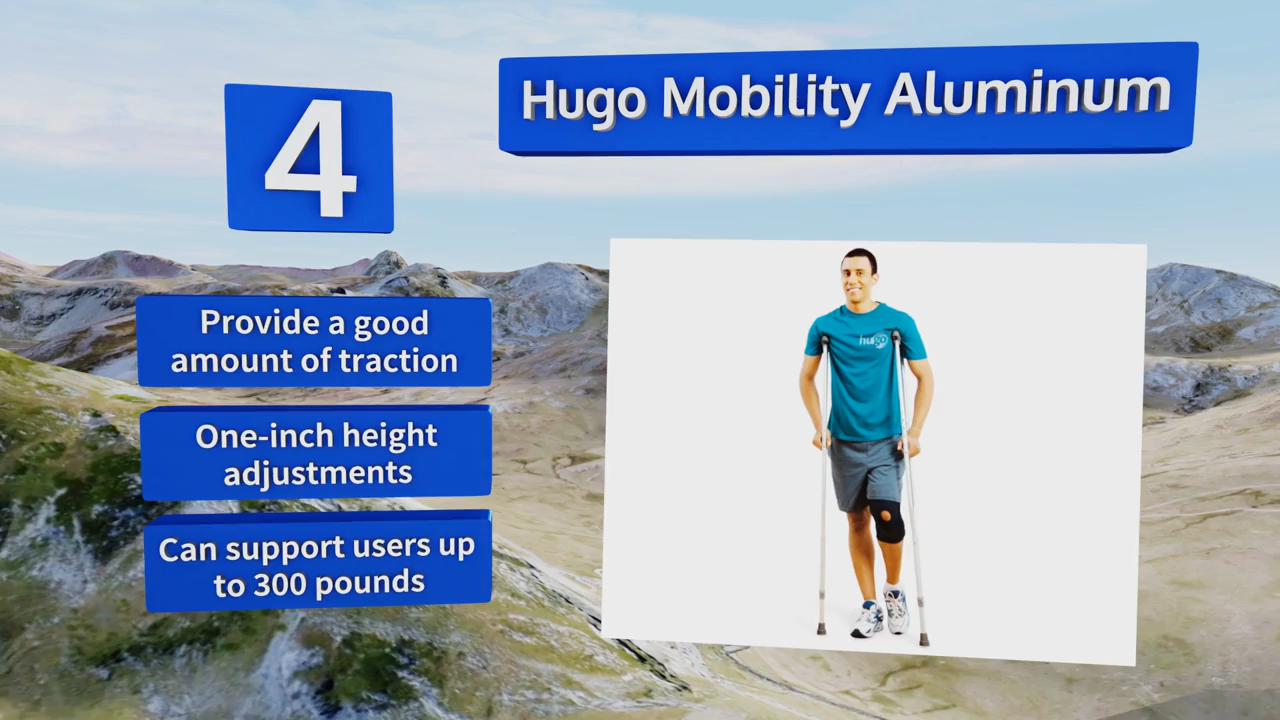 4
Hugo Mobility Aluminum
Provide a good
amount of traction
One-inch height
adjustments
Can support users up
to 300 pounds
hugo